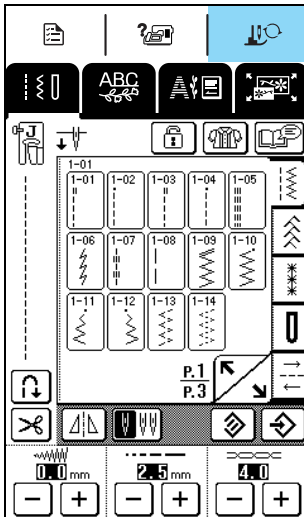 ABC
A
J
1-01
1-01 1-02 1-03 1-04 1-05
1-06 1-07 1-08 1-09 1-10
1-11 1-12 1-13 1-14
P.1
P.3
0.0 mm 2.5 mm 4.0
− + − + − +